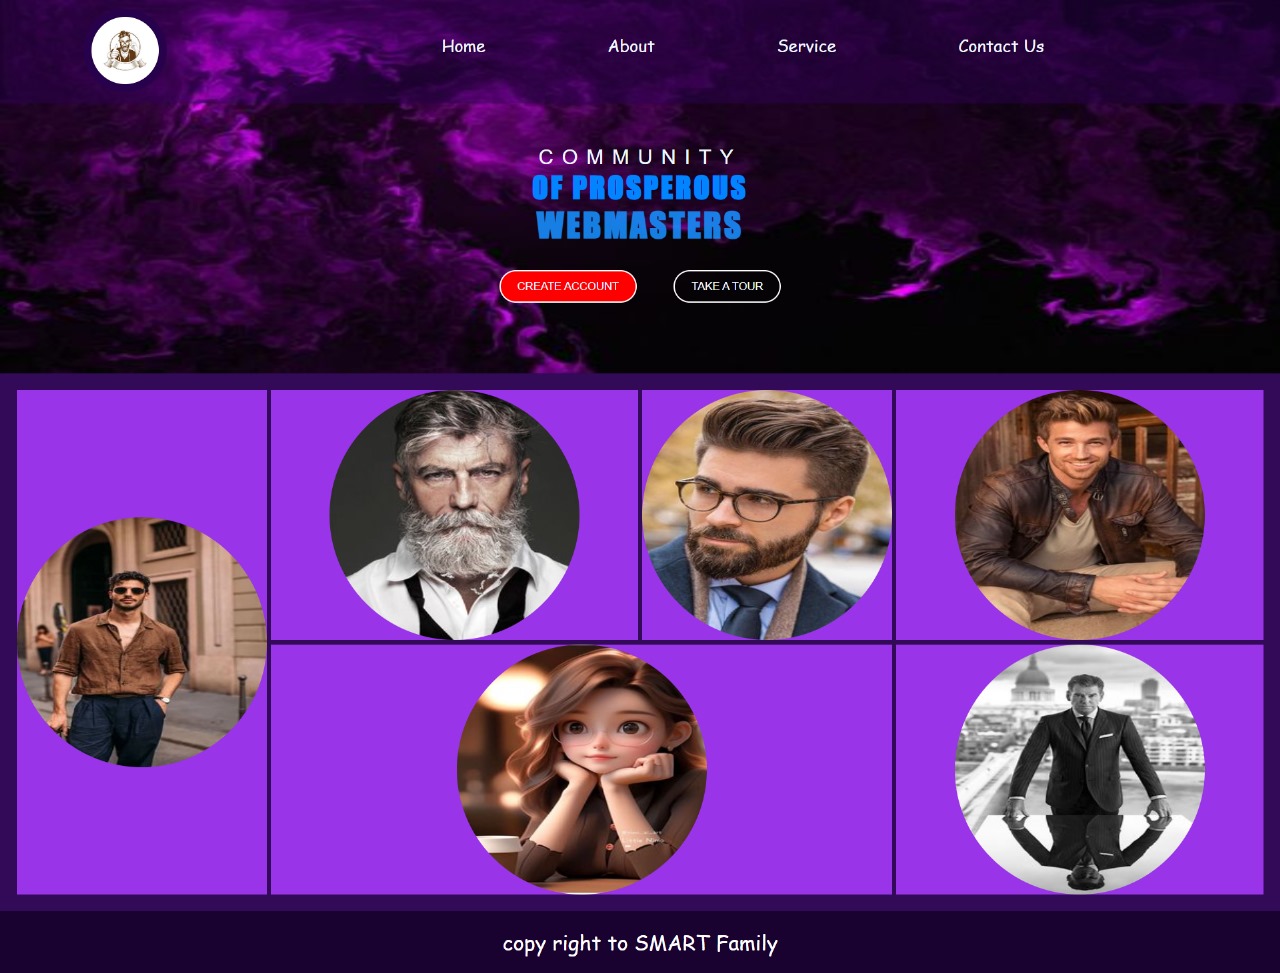 Home About Service Contact Us
COMMUNITY
OF PROSPEROUS
WEBMASTERS
CREATE ACCOUNT TAKE A TOUR
copy right to SMART Family